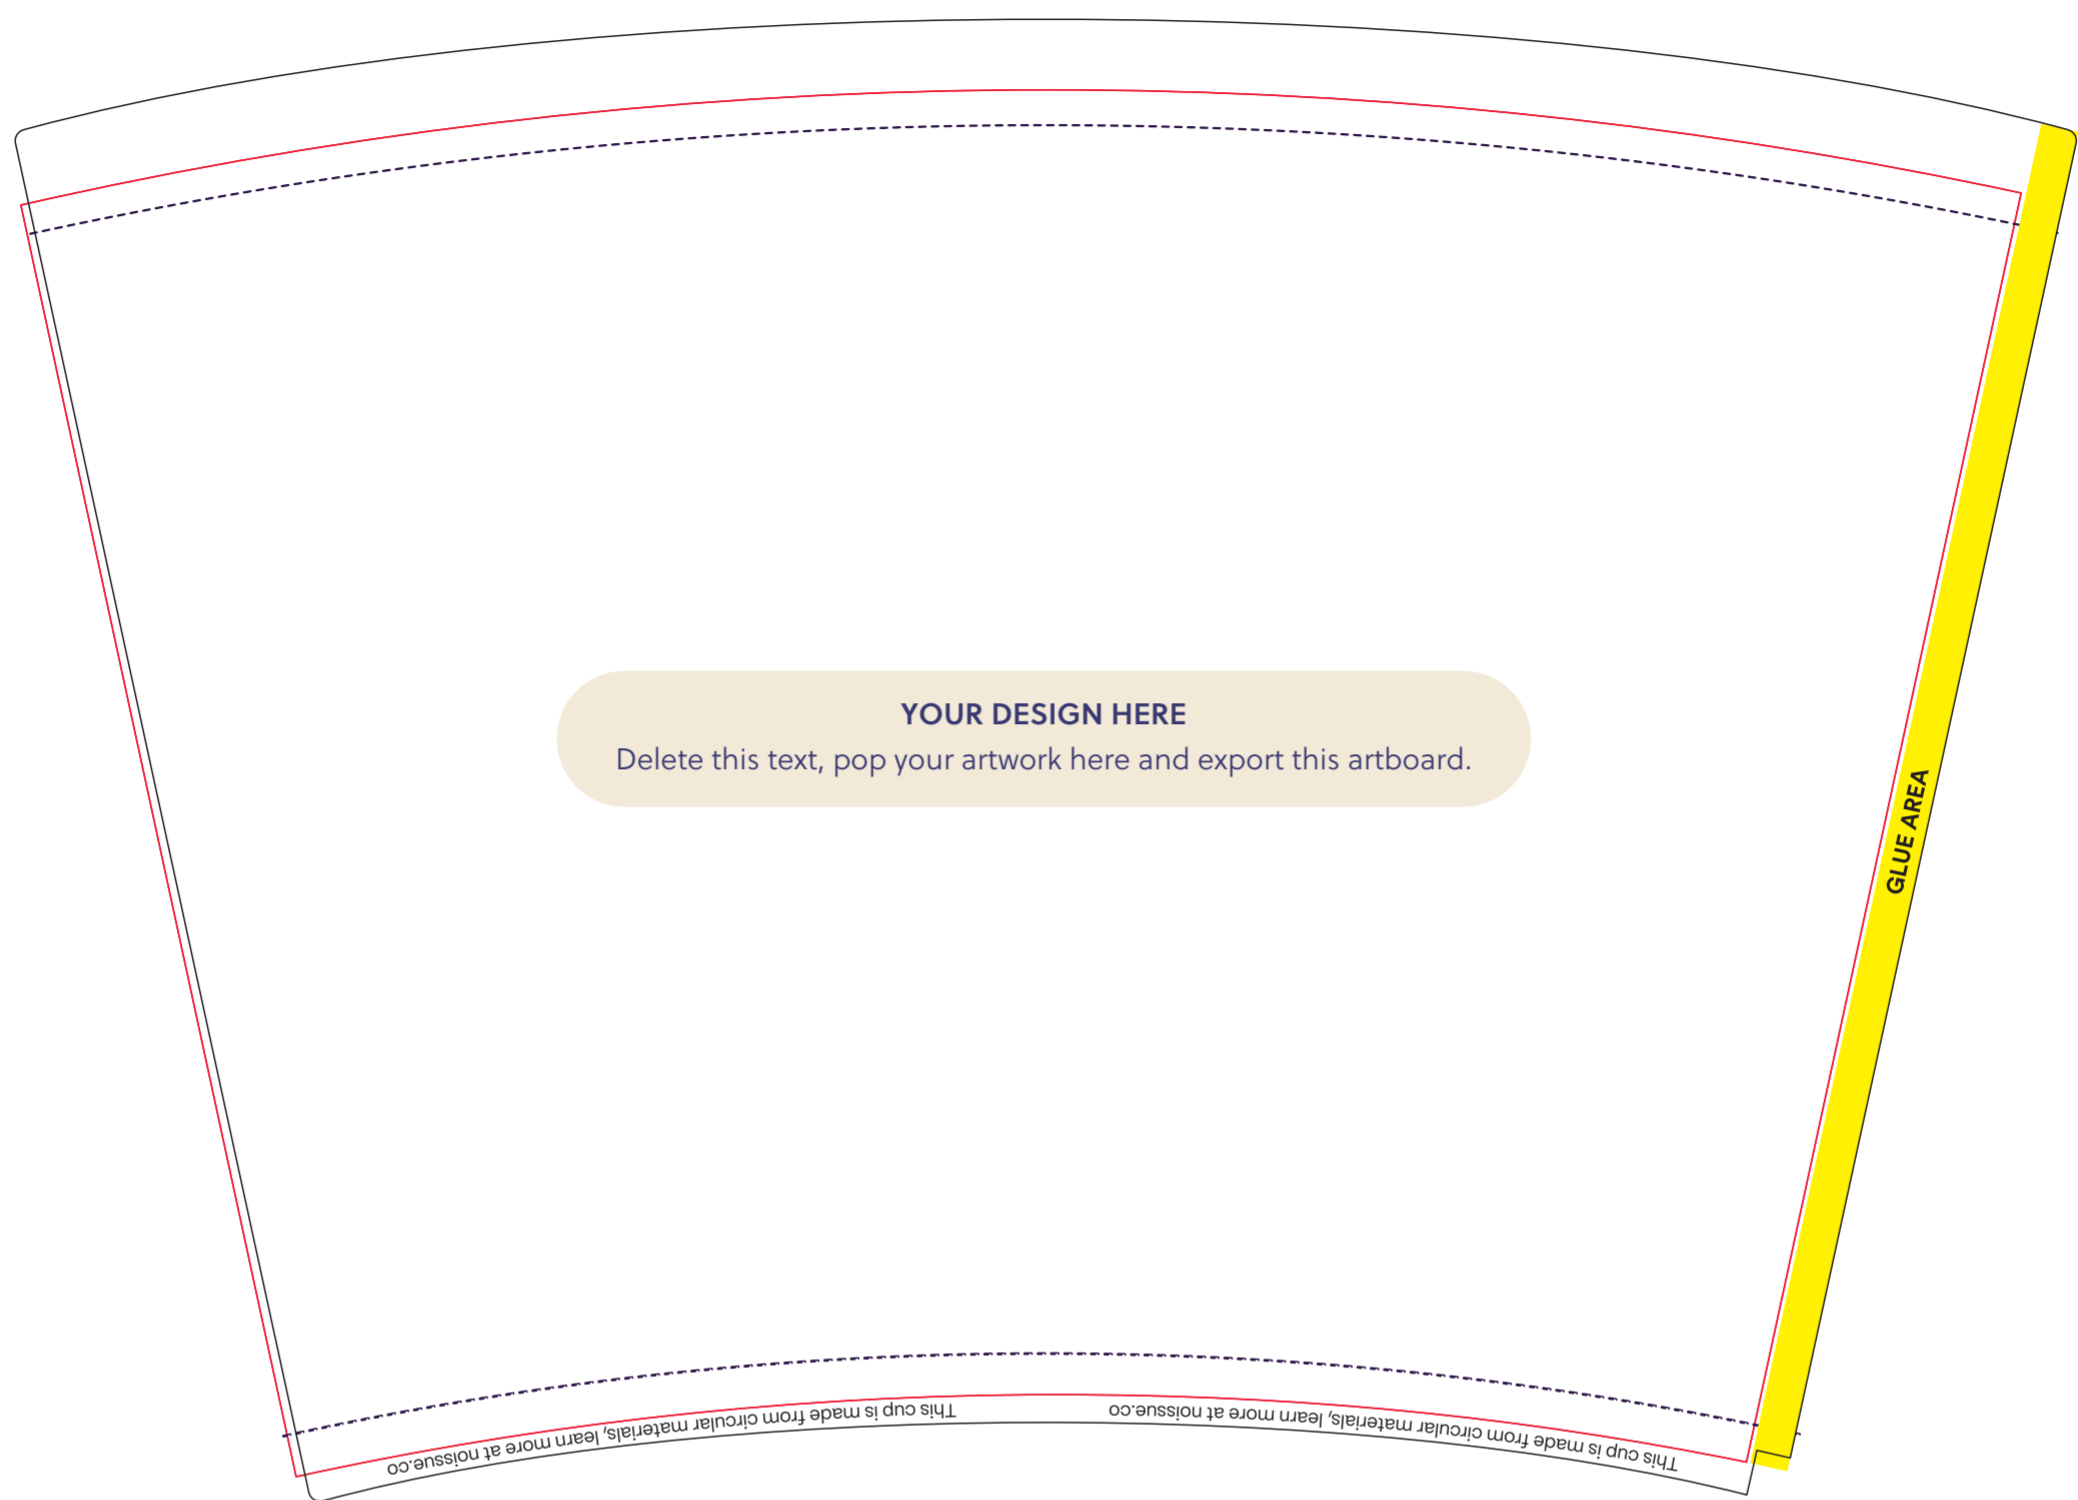 YOUR DESIGN HERE
Delete this text, pop your artwork here and export this artboard.
GLUE AREA
This cup is made from circular materials, learn more at noissue.co
This cup is made from circular materials, learn more at noissue.co